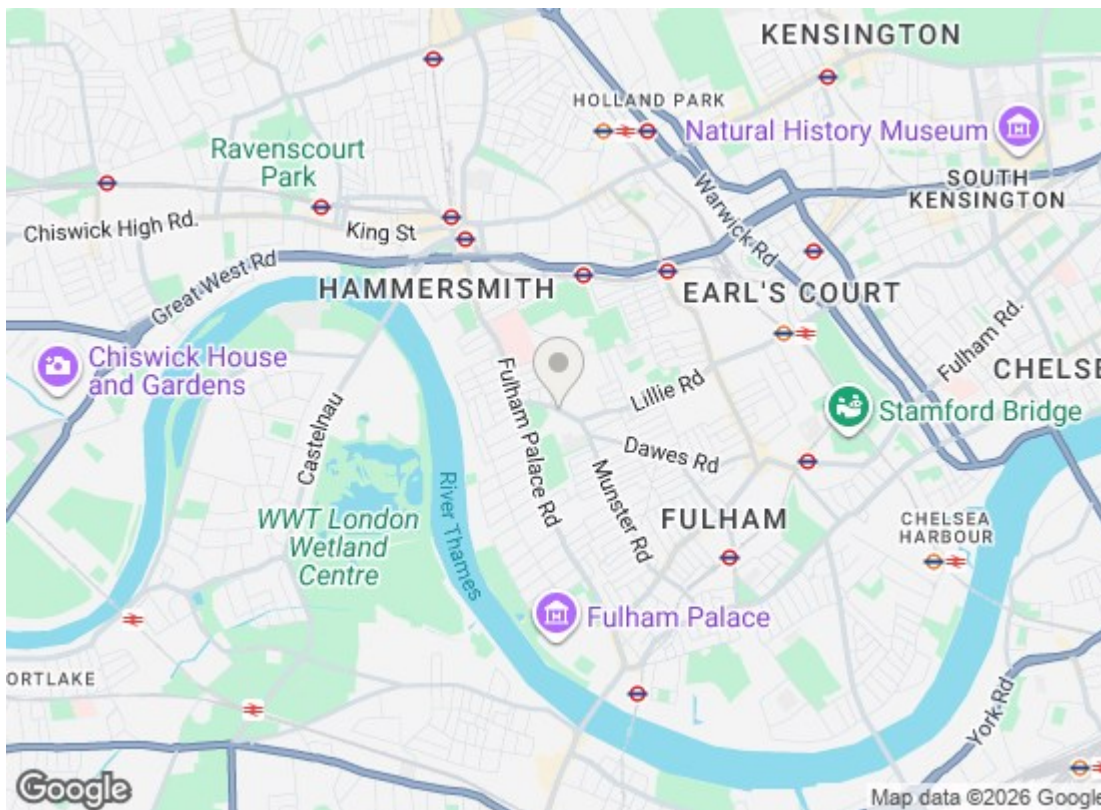 KENSINGTON
HOLLAND PARK
Natural History Museum
Ravenscourt
Park
SOUTH
KENSINGTON
Warwick Rd
Chiswick High Rd.
King St
Great West Rd
HAMMERSMITH
EARL'S COURT
Fulham Rd.
Chiswick House
and Gardens
CHELSE
Fulham Palace Rd
Lillie Rd
Castelnau
Stamford Bridge
Dawes Rd
Munster Rd
River Thames
WWT London
Wetland
Centre
FULHAM
CHELSEA
HARBOUR
Fulham Palace
ORTLAKE
York Rd
Google
Map data ©2026 Google